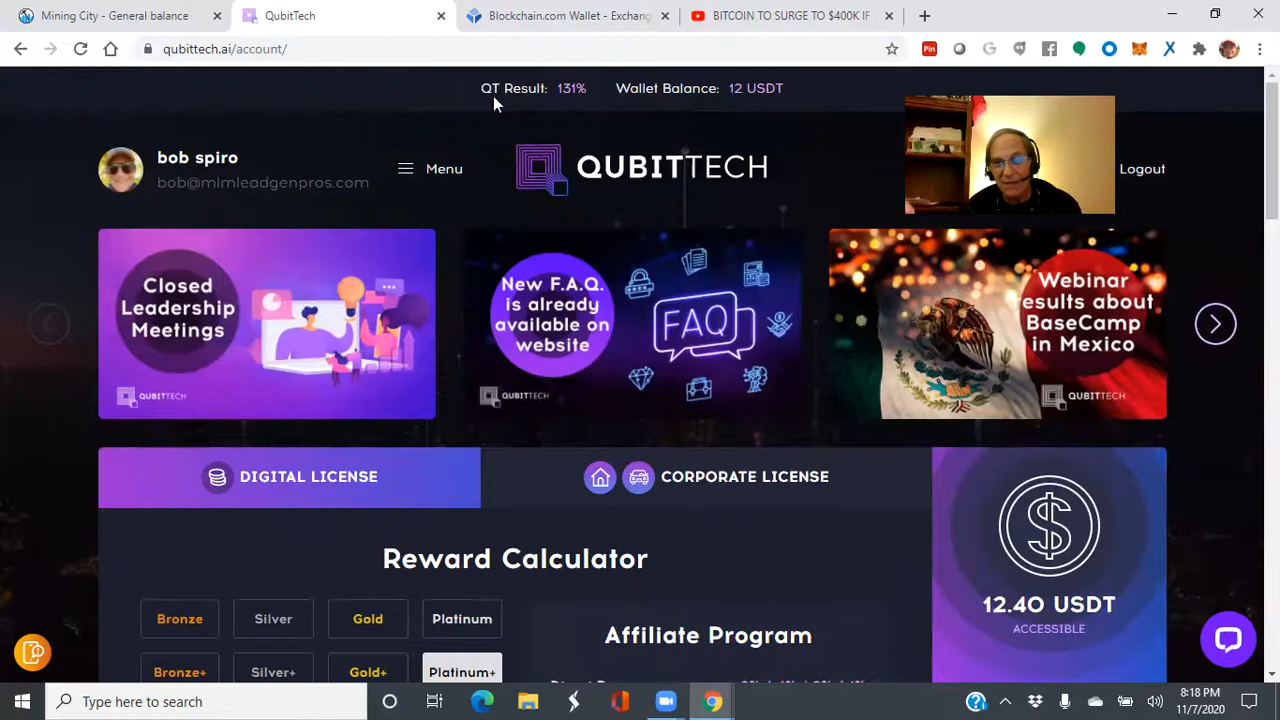 Mining City - General balance
QubitTech
Blockchain.com Wallet - Exchang
BITCOIN TO SURGE TO $400K IF
qubittech.ai/account/
Pin
QT Result: 131% Wallet Balance: 12 USDT
bob spiro
bob@mlmleadgenpros.com
Menu
QUBITTECH
Logout
Closed
Leadership
Meetings
QUBITTECH
New F.A.Q.
is already
available on
website
FAQ
QUBITTECH
Webinar
results about
BaseCamp
in Mexico
QUBITTECH
DIGITAL LICENSE
CORPORATE LICENSE
Reward Calculator
Bronze Silver Gold Platinum
Bronze+ Silver+ Gold+ Platinum+
Affiliate Program
12.40 USDT
ACCESSIBLE
Type here to search
8:18 PM
11/7/2020